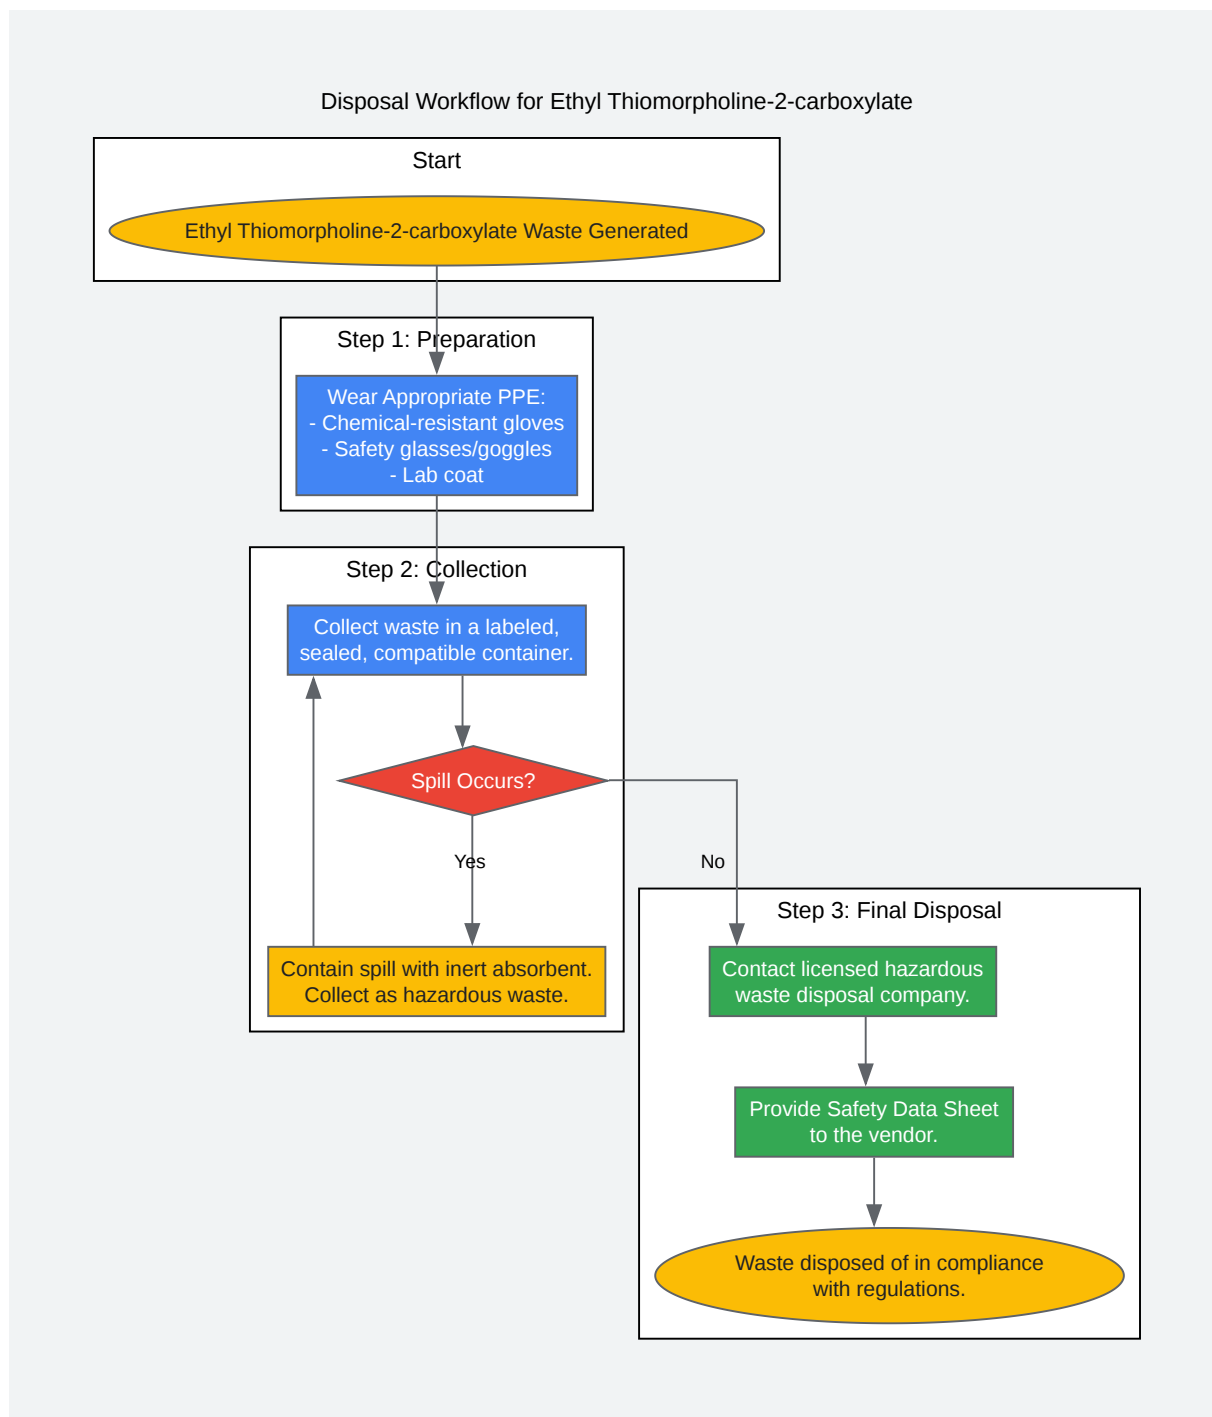 Disposal Workflow for Ethyl Thiomorpholine-2-carboxylate
Start
Ethyl Thiomorpholine-2-carboxylate Waste Generated
Step 1: Preparation
Wear Appropriate PPE:
- Chemical-resistant gloves
- Safety glasses/goggles
- Lab coat
Step 2: Collection
Collect waste in a labeled,
sealed, compatible container.
Spill Occurs?
Yes
No
Contain spill with inert absorbent.
Collect as hazardous waste.
Step 3: Final Disposal
Contact licensed hazardous
waste disposal company.
Provide Safety Data Sheet
to the vendor.
Waste disposed of in compliance
with regulations.